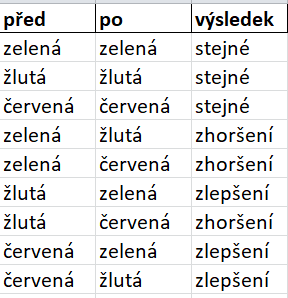 před po výsledek
zelená zelená stejné
žlutá žlutá stejné
červená červená stejné
zelená žlutá zhoršení
zelená červená zhoršení
žlutá zelená zlepšení
žlutá červená zhoršení
červená zelená zlepšení
červená žlutá zlepšení